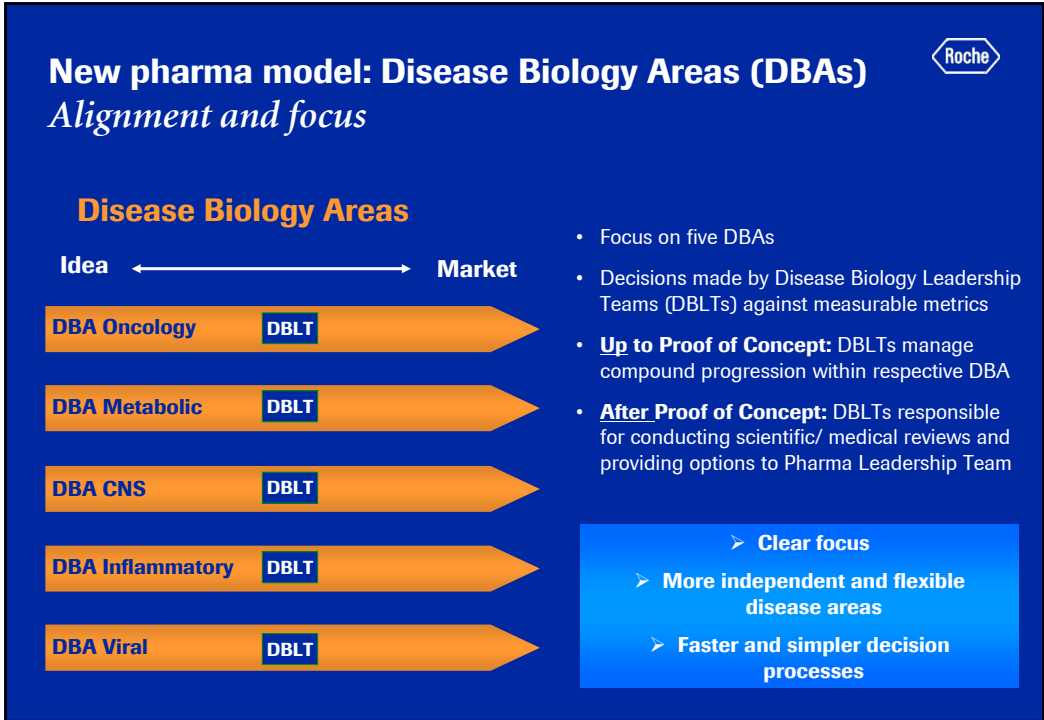 New pharma model: Disease Biology Areas (DBAs)
Roche
Alignment and focus
Disease Biology Areas
Idea
Market
DBA Oncology
DBLT
DBA Metabolic
DBLT
DBA CNS
DBLT
DBA Inflammatory
DBLT
DBA Viral
DBLT
• Focus on five DBAs
• Decisions made by Disease Biology Leadership
Teams (DBLTs) against measurable metrics
• Up to Proof of Concept: DBLTs manage
compound progression within respective DBA
• After Proof of Concept: DBLTs responsible
for conducting scientific/ medical reviews and
providing options to Pharma Leadership Team
➢ Clear focus
➢ More independent and flexible
disease areas
➢ Faster and simpler decision
processes